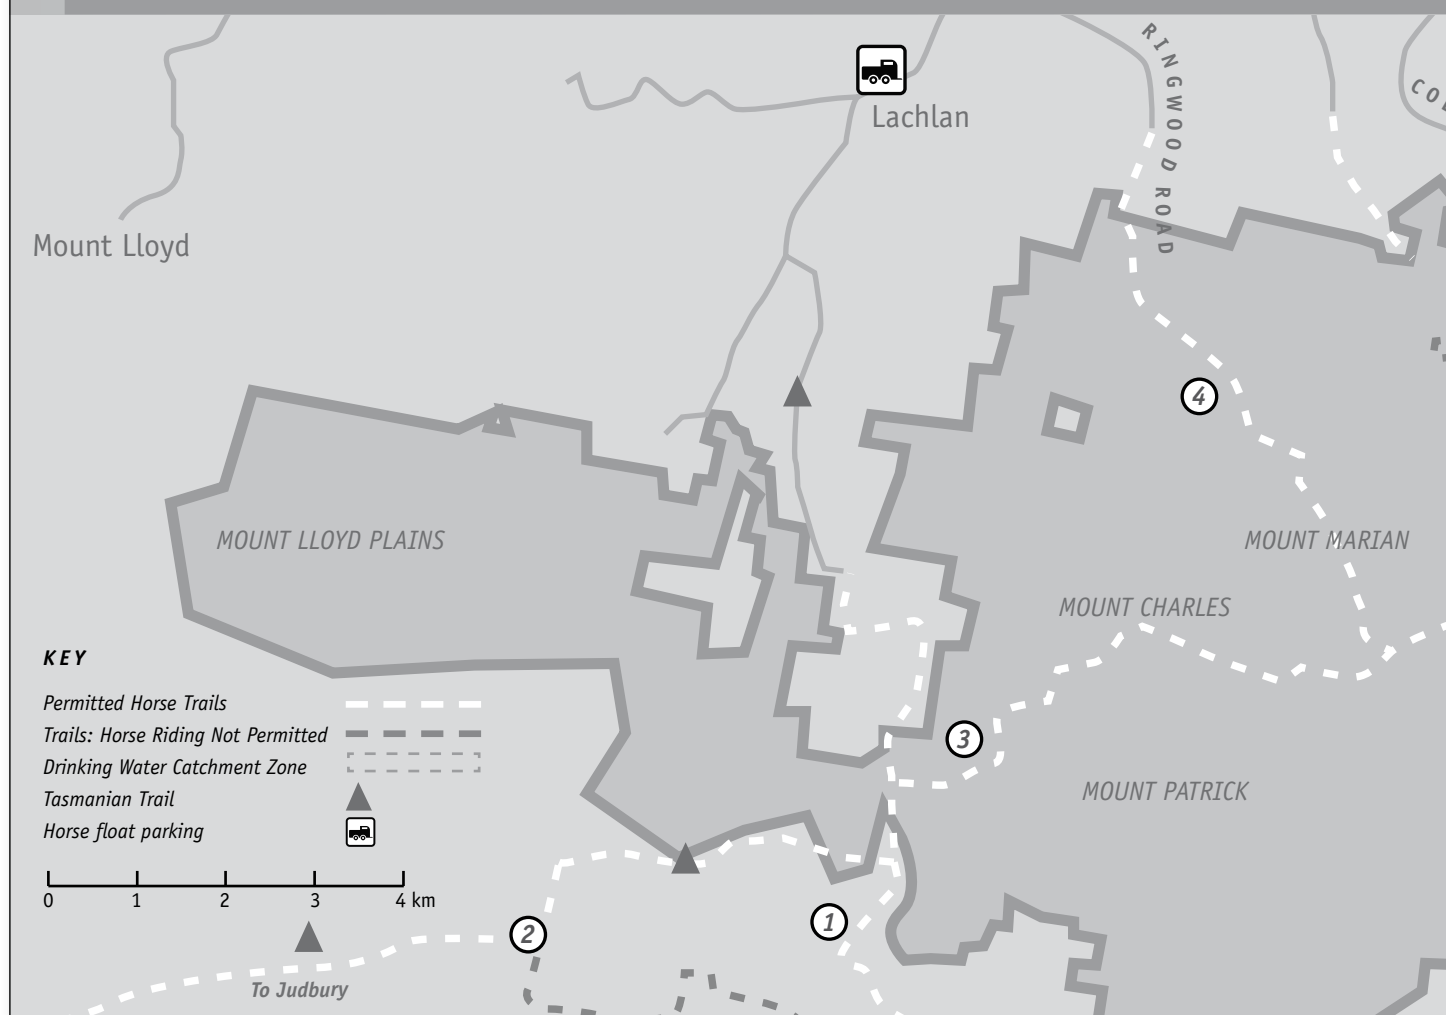 RINGWOOD ROAD
Lachlan
Mount Lloyd
4
MOUNT LLOYD PLAINS
MOUNT MARIAN
MOUNT CHARLES
KEY
Permitted Horse Trails
Trails: Horse Riding Not Permitted
Drinking Water Catchment Zone
Tasmanian Trail
Horse float parking
0 1 2 3 4 km
3
MOUNT PATRICK
1
2
To Judbury